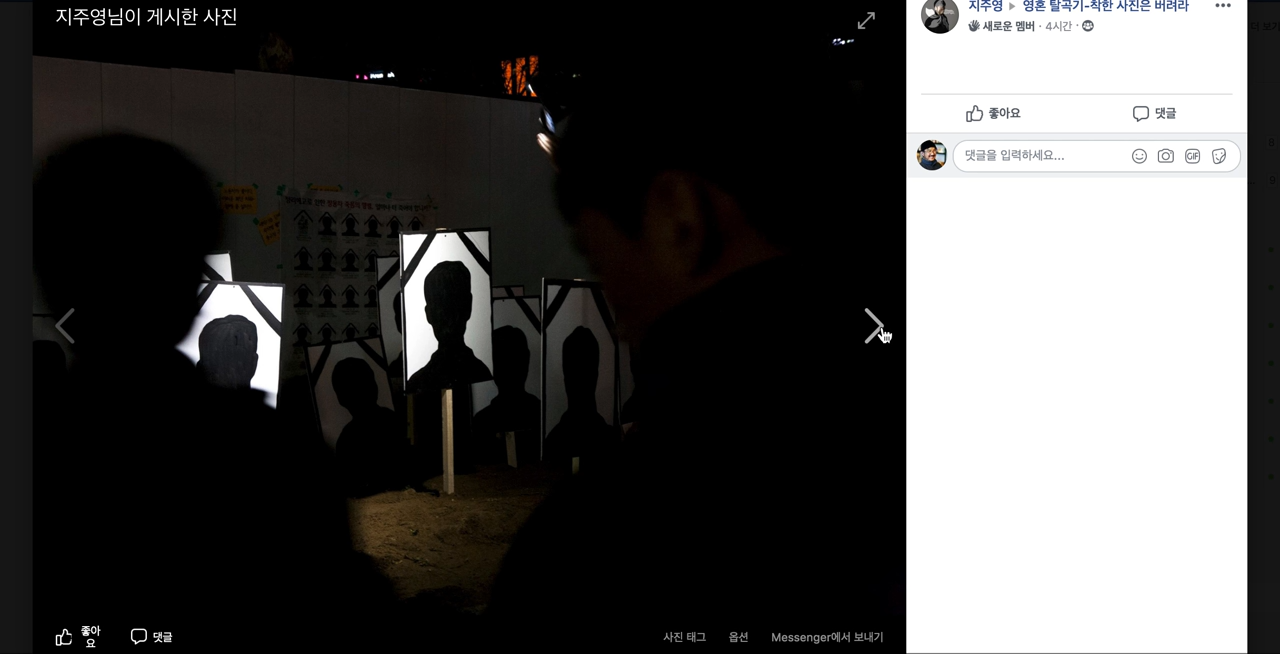 지주영님이 게시한 사진
지주영 ▶ 영혼 탈곡기-착한 사진은 버려라
새로운 멤버 · 4시간 ·
좋아요
댓글
댓글을 입력하세요...
GIF
좋아
요
댓글
사진 태그
옵션
Messenger에서 보내기